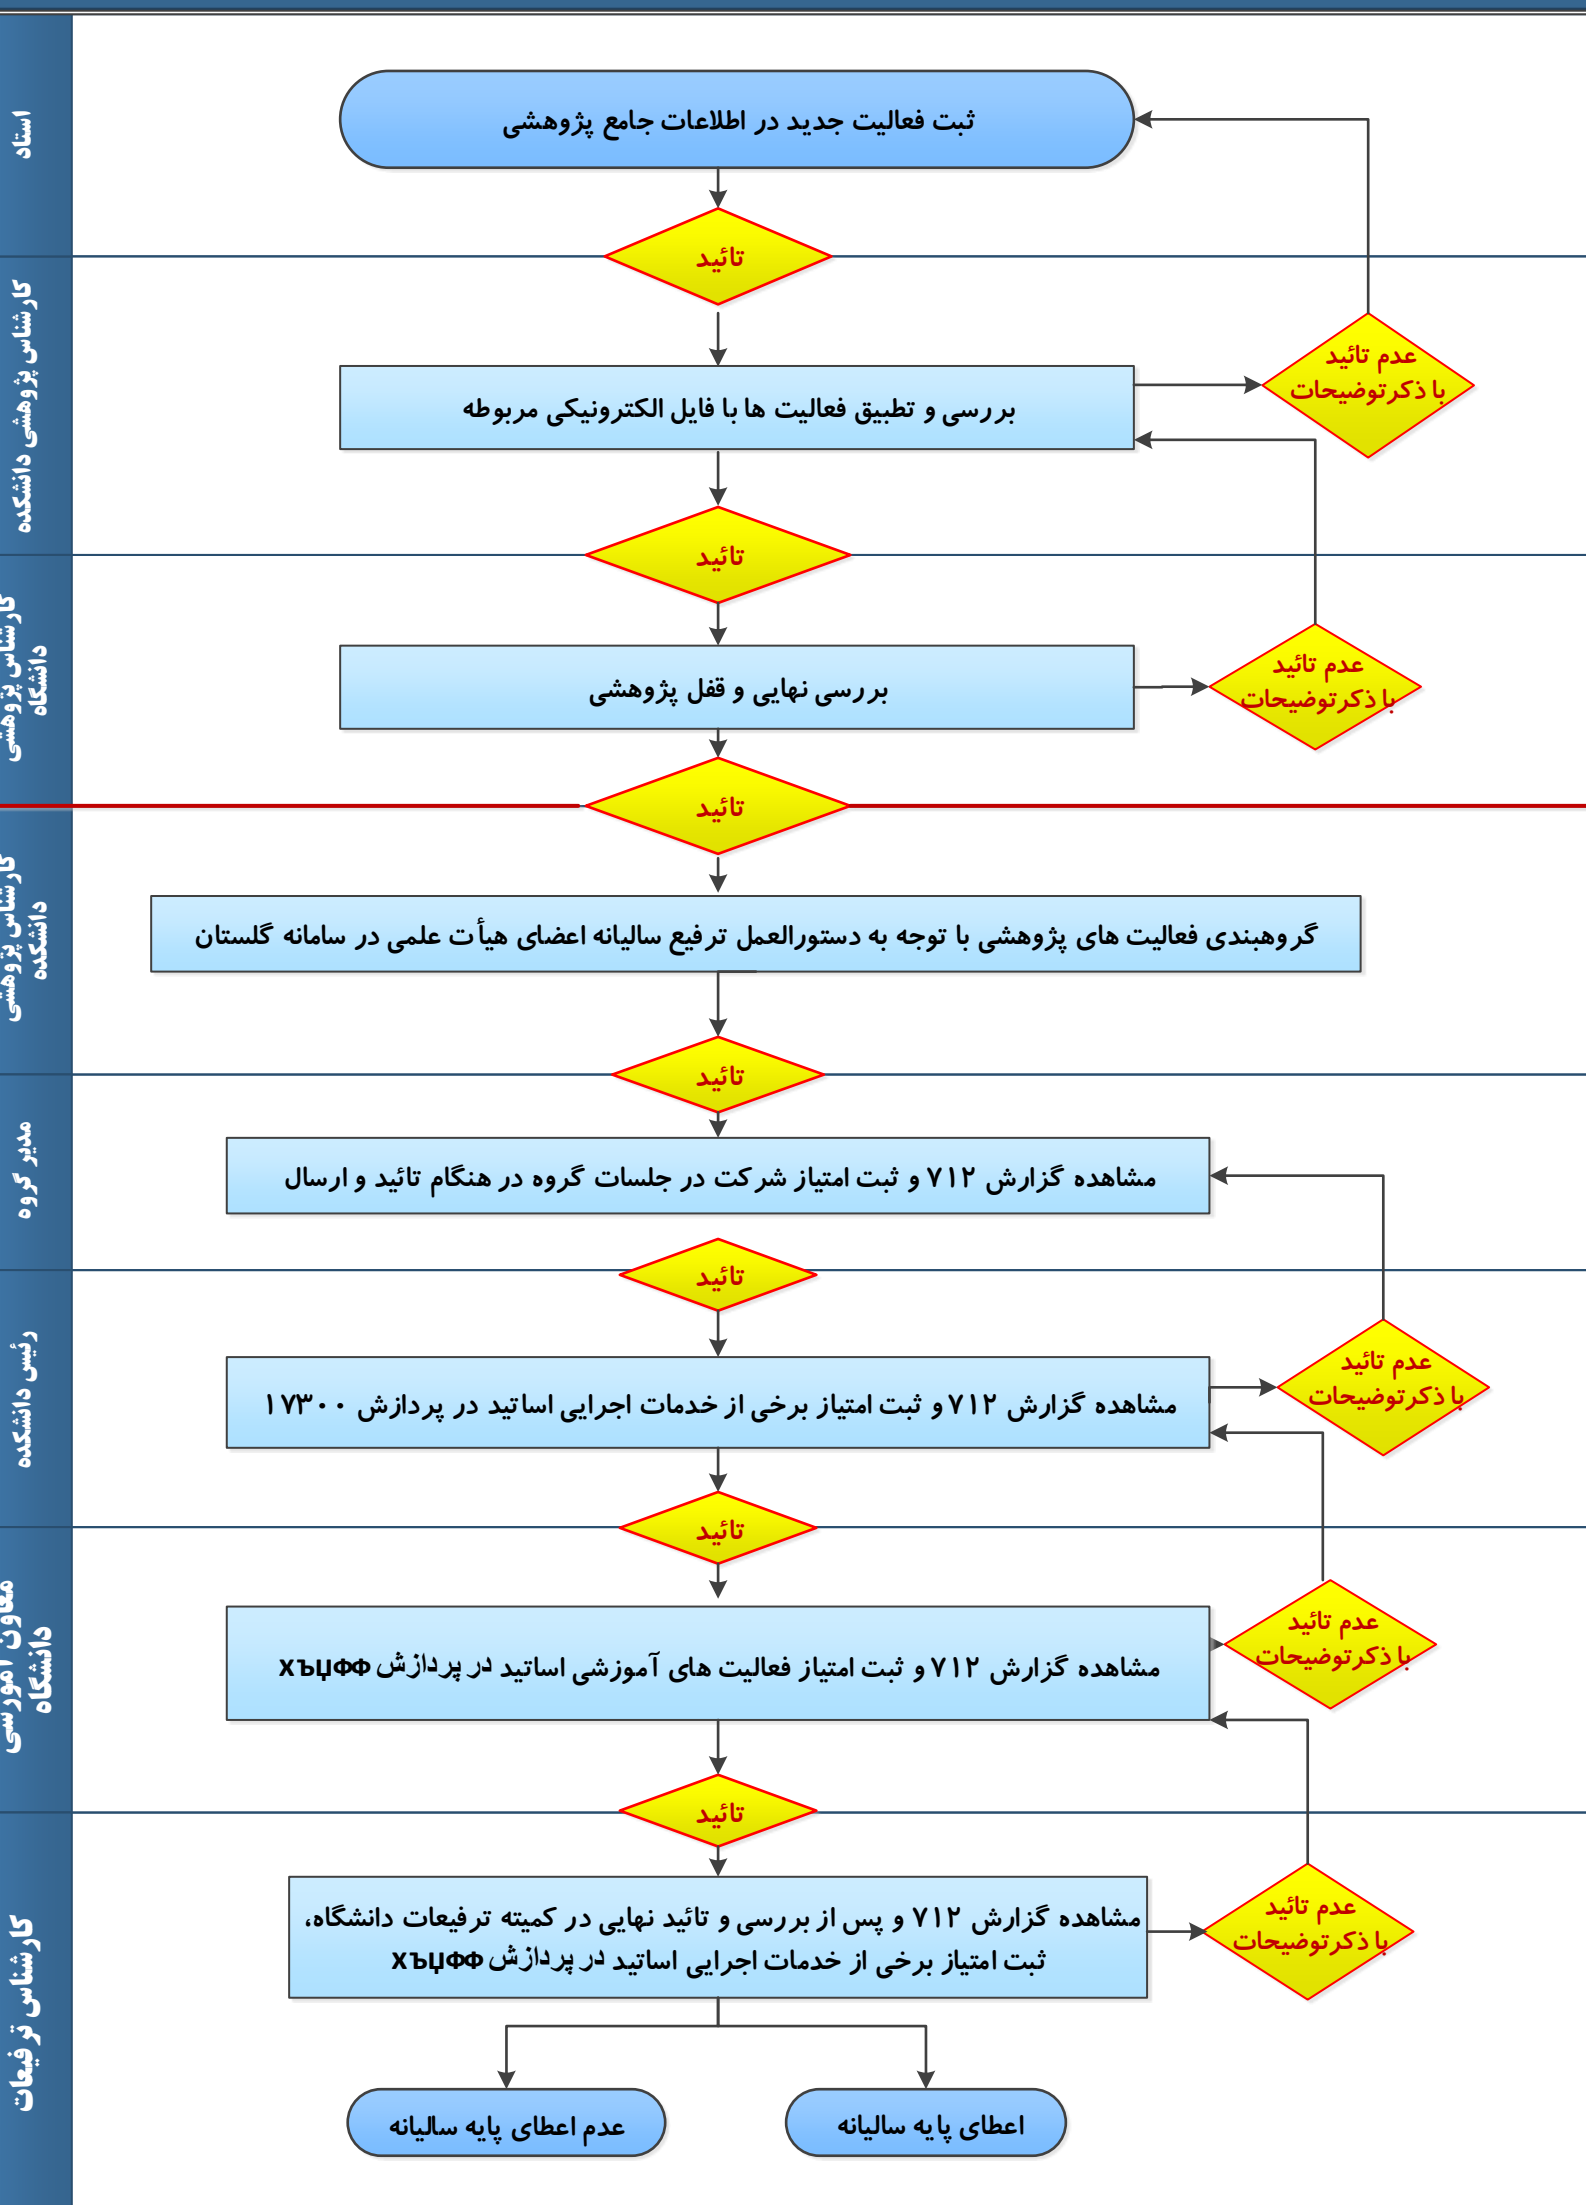 استاد
ثبت فعالیت جدید در اطلاعات جامع پژوهشی
تائید
کارشناس پژوهشی دانشکده
عدم تائید
با ذکرتوضیحات
بررسی و تطبیق فعالیت ها با فایل الکترونیکی مربوطه
تائید
کارشناس پژوهشی
دانشگاه
عدم تائید
با ذکرتوضیحات
بررسی نهایی و قفل پژوهشی
تائید
کارشناس پژوهشی
دانشکده
گروهبندی فعالیت های پژوهشی با توجه به دستورالعمل ترفیع سالیانه اعضای هیأت علمی در سامانه گلستان
تائید
مدیر گروه
مشاهده گزارش ۷۱۲ و ثبت امتیاز شرکت در جلسات گروه در هنگام تائید و ارسال
تائید
رئیس دانشکده
عدم تائید
با ذکرتوضیحات
مشاهده گزارش ۷۱۲ و ثبت امتیاز برخی از خدمات اجرایی اساتید در پردازش ۱۷۳۰۰
تائید
معاون آموزشی
دانشگاه
عدم تائید
با ذکرتوضیحات
مشاهده گزارش ۷۱۲ و ثبت امتیاز فعالیت های آموزشی اساتید در پردازش ХЪЏФФ
تائید
کارشناس ترفیعات
عدم تائید
با ذکرتوضیحات
مشاهده گزارش ۷۱۲ و پس از بررسی و تائید نهایی در کمیته ترفیعات دانشگاه،
ثبت امتیاز برخی از خدمات اجرایی اساتید در پردازش ХЪЏФФ
اعطای پایه سالیانه
عدم اعطای پایه سالیانه